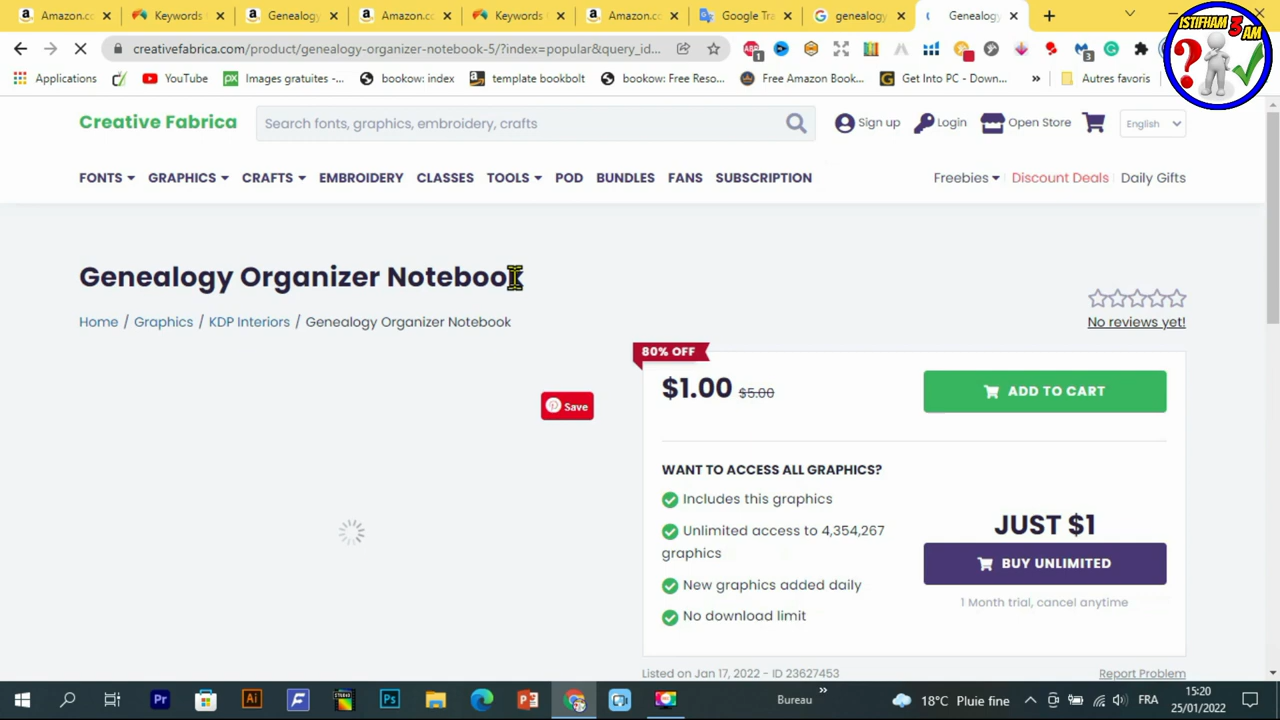 Amazon.cc
Keywords
Genealogy
Amazon.cc
Keywords
Amazon.cc
Google Tra
genealogy
Genealogy
ISTIFHAM 3 AM
creativefabrica.com/product/genealogy-organizer-notebook-5/?index=popular&query_id...
Applications
YouTube
Images gratuites -...
bookow: index
template bookbolt
bookow: Free Reso...
Free Amazon Book...
Get Into PC - Down...
Autres favoris
Creative Fabrica
Search fonts, graphics, embroidery, crafts
Sign up
Login
Open Store
English
FONTS
GRAPHICS
CRAFTS
EMBROIDERY
CLASSES
TOOLS
POD
BUNDLES
FANS
SUBSCRIPTION
Freebies
Discount Deals
Daily Gifts
Genealogy Organizer Notebook
No reviews yet!
Home / Graphics / KDP Interiors / Genealogy Organizer Notebook
80% OFF
$1.00 $5.00
ADD TO CART
Save
WANT TO ACCESS ALL GRAPHICS?
Includes this graphics
Unlimited access to 4,354,267
graphics
New graphics added daily
No download limit
JUST $1
BUY UNLIMITED
1 Month trial, cancel anytime
Listed on Jan 17, 2022 - ID 23627453
Report Problem
Bureau
18°C Pluie fine
FRA
15:20
25/01/2022